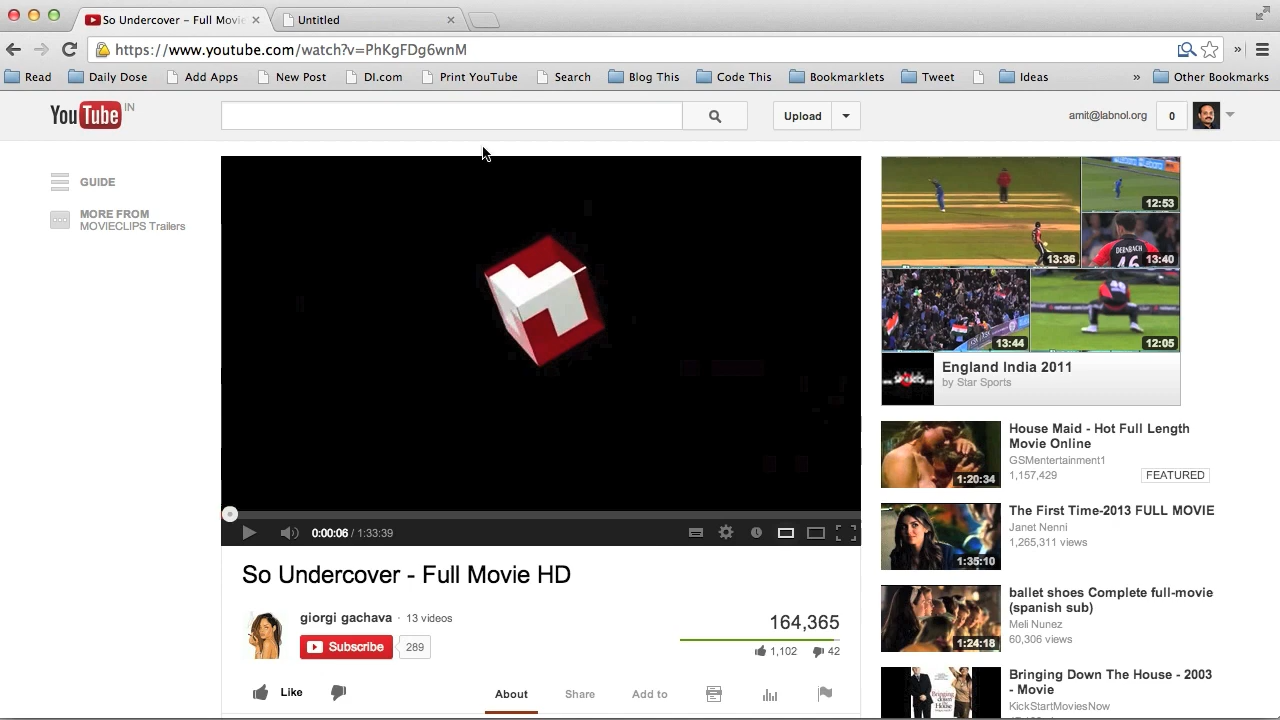 So Undercover – Full Movie
Untitled
https://www.youtube.com/watch?v=PhKgFDg6wnM
Read
Daily Dose
Add Apps
New Post
DI.com
Print YouTube
Search
Blog This
Code This
Bookmarklets
Tweet
Ideas
»
Other Bookmarks
YouTube IN
Upload
amit@labnol.org
0
GUIDE
MORE FROM
MOVIECLIPS Trailers
12:53
13:36
DERNBACH
46
13:40
13:44
12:05
England India 2011
by Star Sports
House Maid - Hot Full Length
Movie Online
GSMentertainment1
1,157,429
FEATURED
1:20:34
The First Time-2013 FULL MOVIE
Janet Nenni
1,265,311 views
1:35:10
0:00:06 / 1:33:39
So Undercover - Full Movie HD
giorgi gachava · 13 videos
Subscribe
289
164,365
1,102
42
Like
About
Share
Add to
ballet shoes Complete full-movie
(spanish sub)
Meli Nunez
60,306 views
1:24:18
Bringing Down The House - 2003
- Movie
KickStartMoviesNow